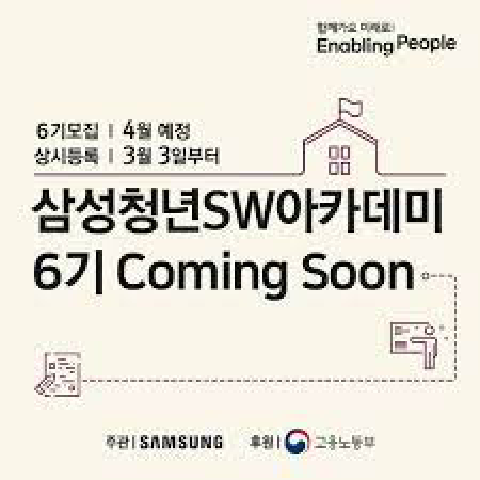 함께가요 미래로!
Enabling People
6기모집 | 4월 예정
상시등록 | 3월 3일부터
삼성청년SW아카데미
6기 Coming Soon
주관 | SAMSUNG 후원 | 고용노동부